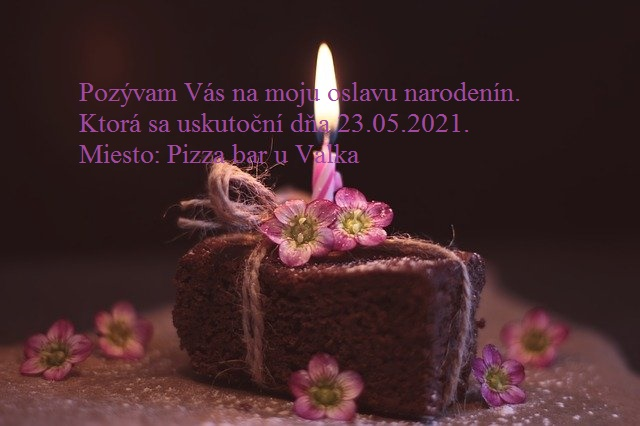 Pozývam Vás na moju oslavu narodenín.
Ktorá sa uskutoční dňa 23.05.2021.
Miesto: Pizza bar u Valka